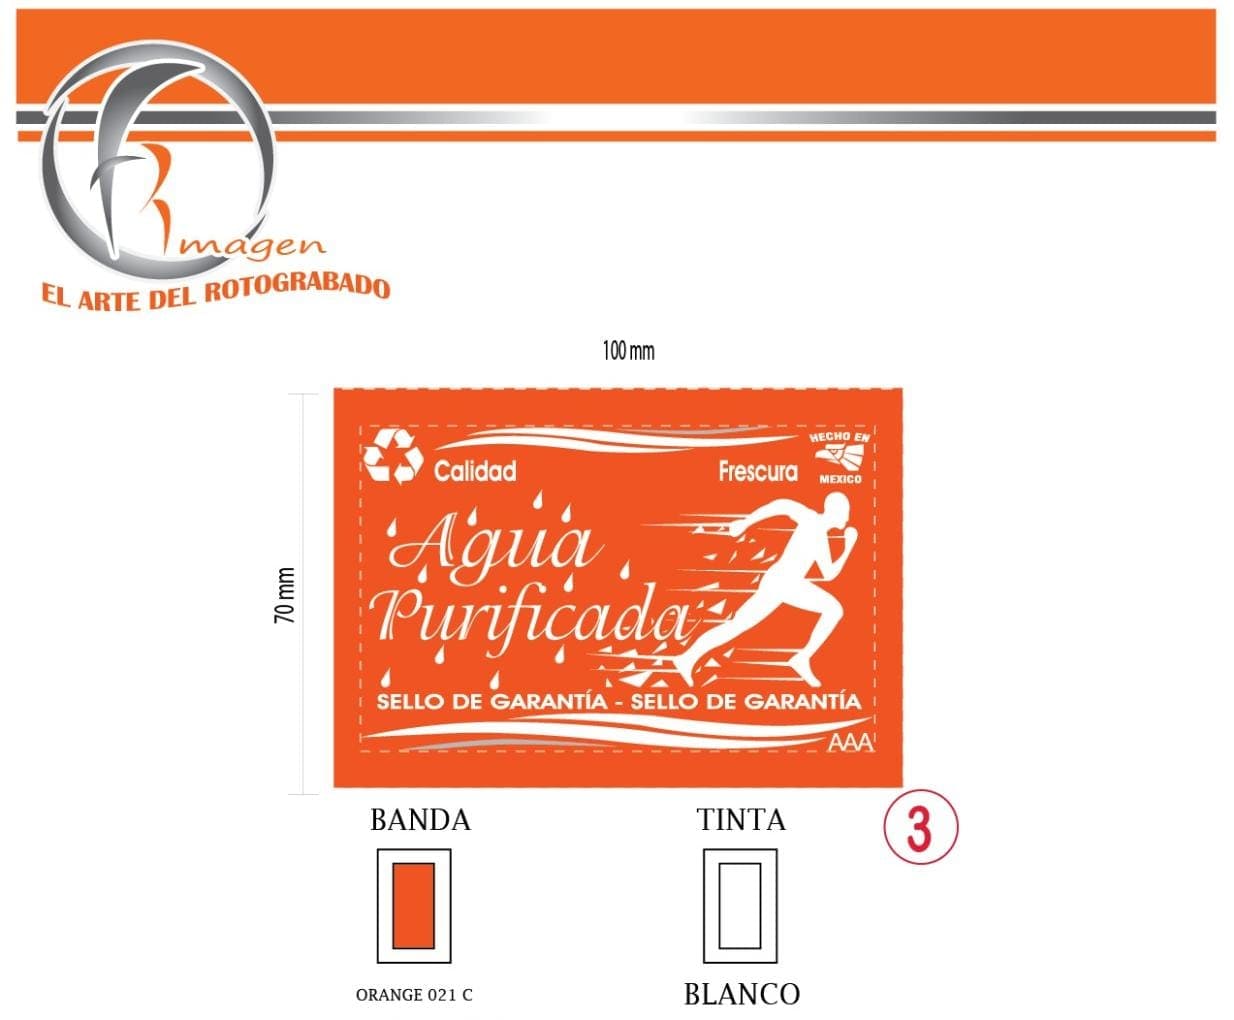 Imagen
EL ARTE DEL ROTOGRABADO
100 mm
70 mm
HECHO EN
MEXICO
Calidad
Frescura
Agua
Purificada
SELLO DE GARANTÍA - SELLO DE GARANTÍA
AAA
BANDA
TINTA
3
ORANGE 021 C
BLANCO